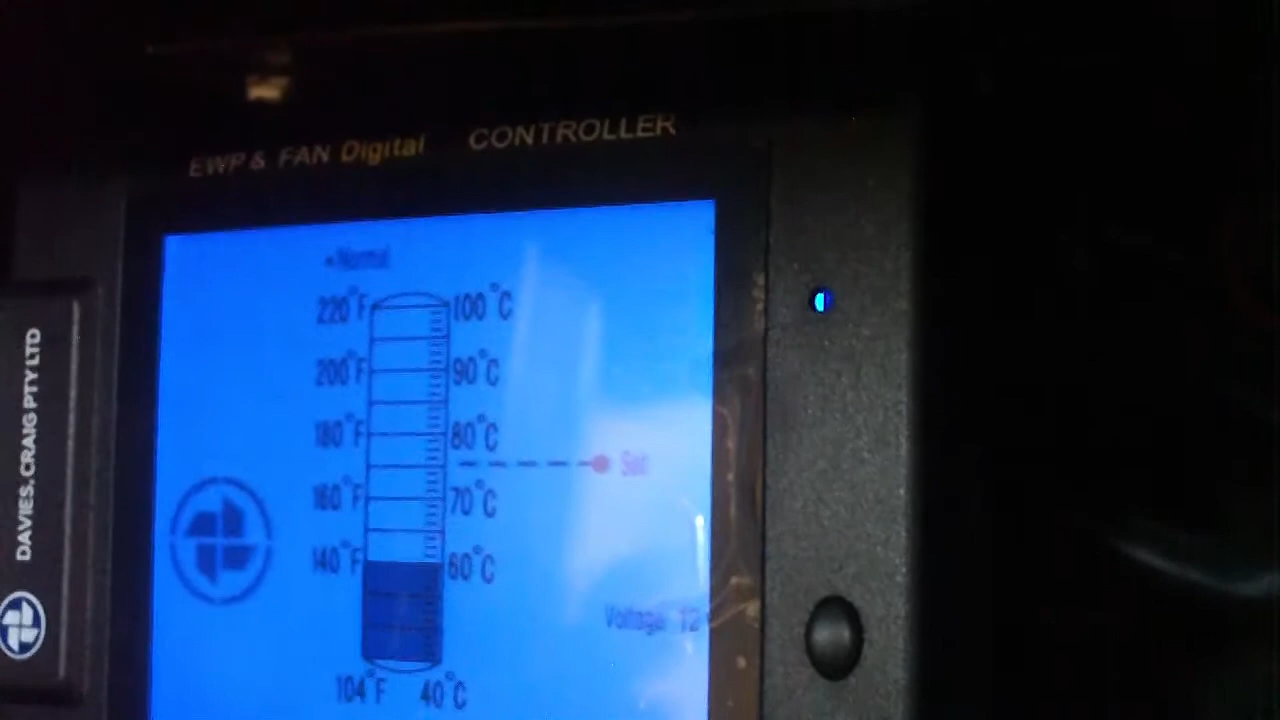 EWP & FAN Digital CONTROLLER
Normal
220°F 100°C
200°F 90°C
180°F 80°C
Set
160°F 70°C
140°F 60°C
Voltage 12
104°F 40°C
DAVIES, CRAIG PTY LTD